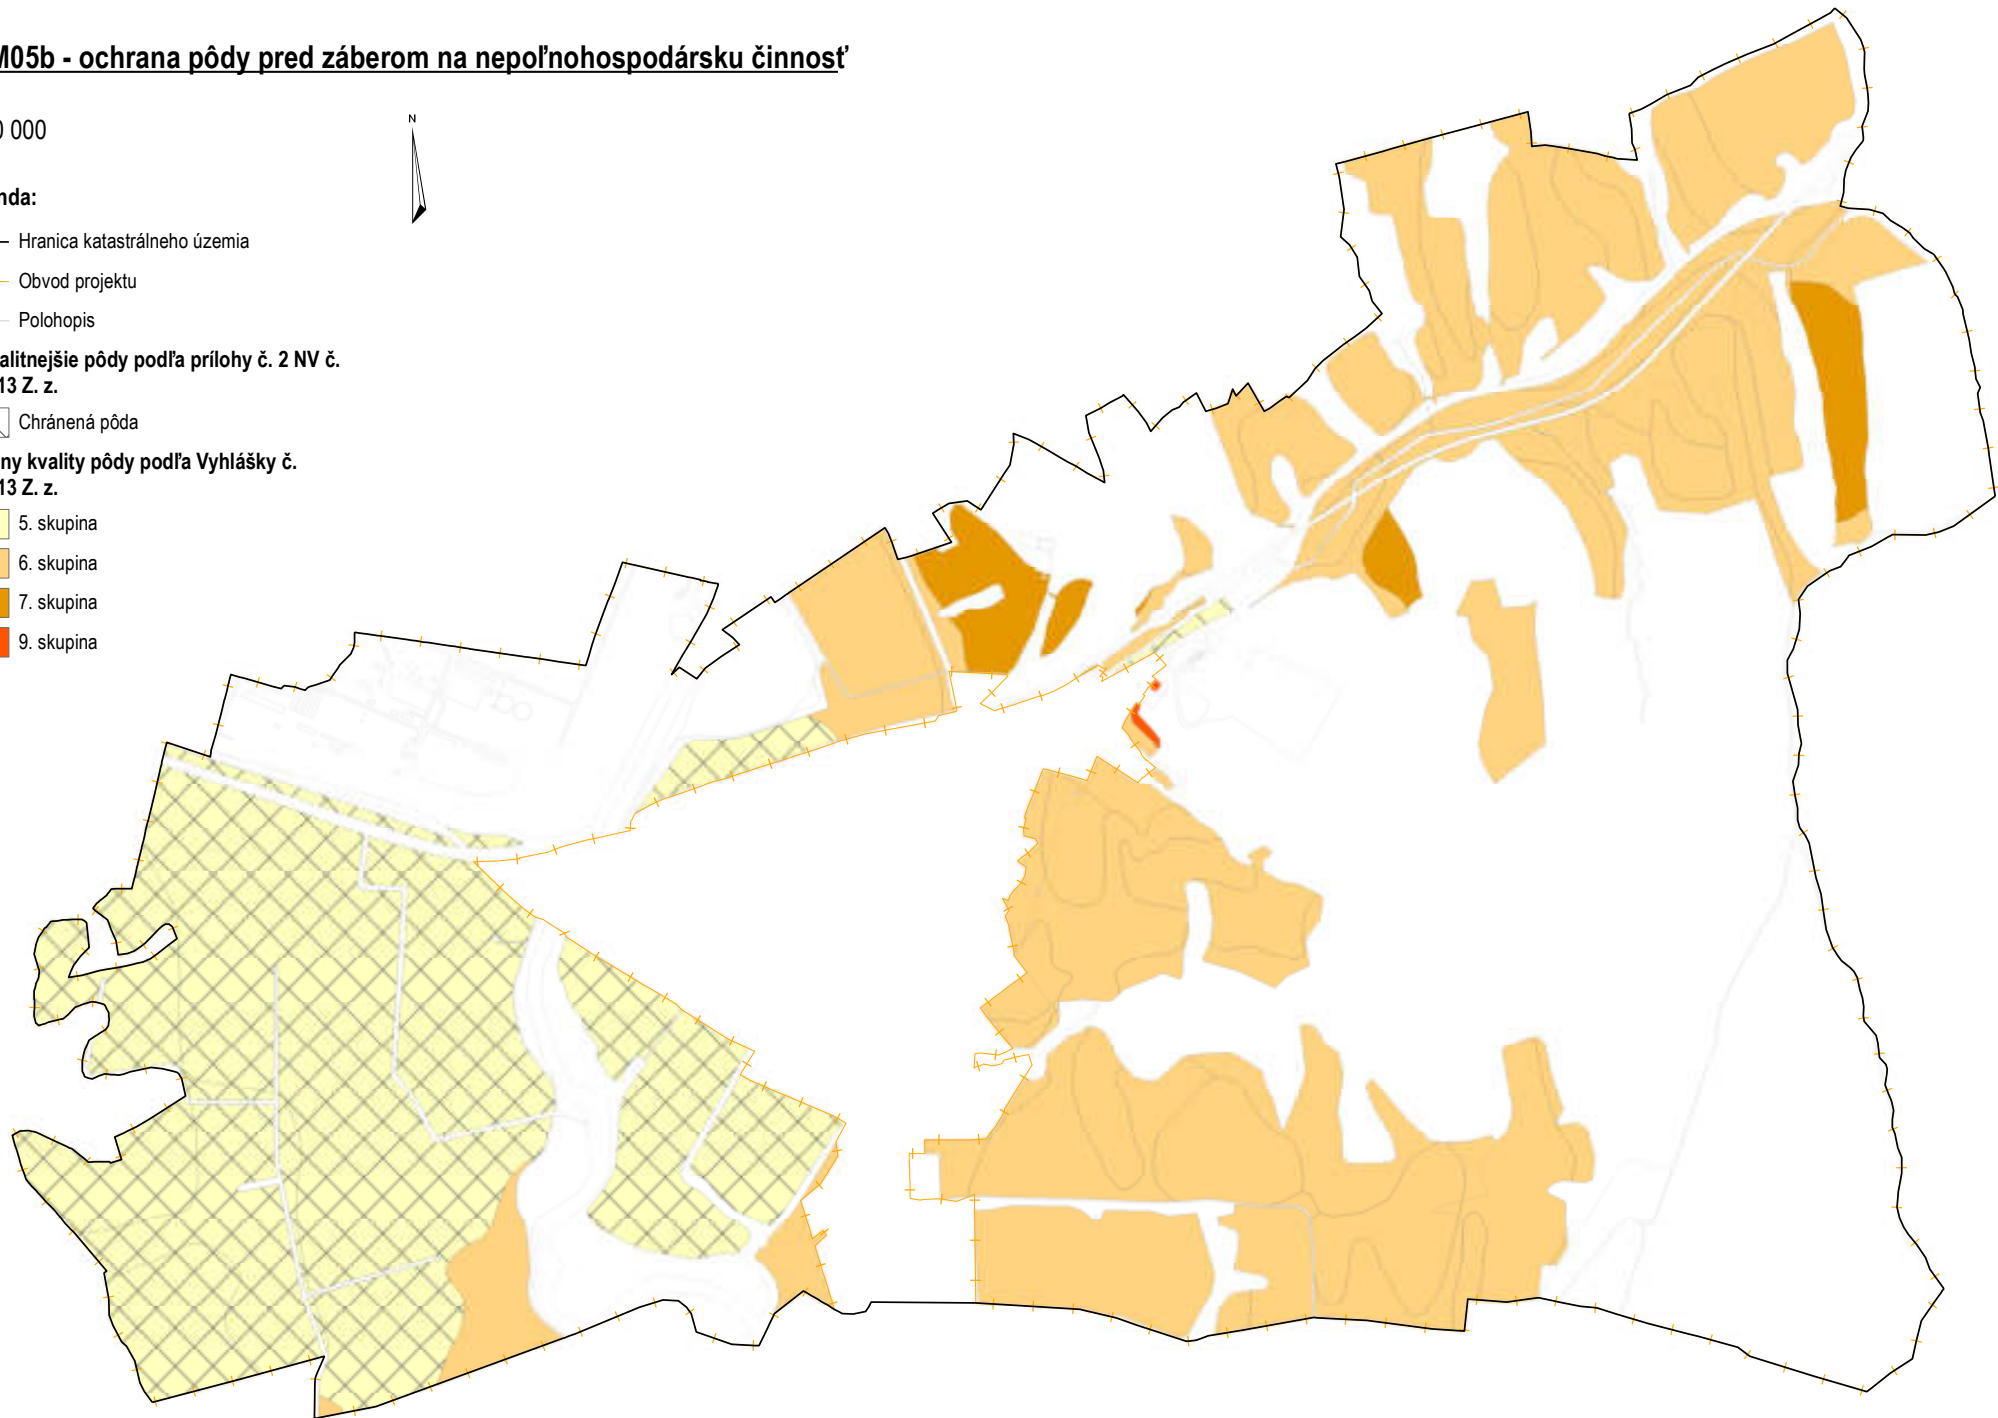 M05b - ochrana pôdy pred záberom na nepoľnohospodársku činnosť
0 000
N
nda:
Hranica katastrálneho územia
Obvod projektu
Polohopis
alitnejšie pôdy podľa prílohy č. 2 NV č.
13 Z. z.
Chránená pôda
ny kvality pôdy podľa Vyhlášky č.
13 Z. z.
5. skupina
6. skupina
7. skupina
9. skupina